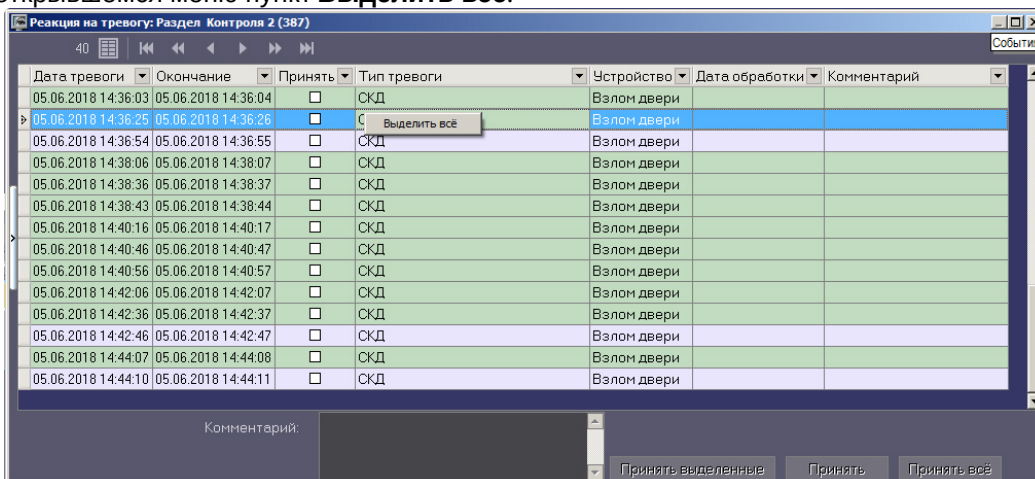 открывшемся меню пункт Выделить всё.
Реакция на тревогу: Раздел Контроля 2 (387)
40
События
Дата тревоги Окончание Принять Тип тревоги Устройство Дата обработки Комментарий
05.06.2018 14:36:03 05.06.2018 14:36:04 СКД Взлом двери
05.06.2018 14:36:25 05.06.2018 14:36:26 Выделить всё Взлом двери
05.06.2018 14:36:54 05.06.2018 14:36:55 СКД Взлом двери
05.06.2018 14:38:06 05.06.2018 14:38:07 СКД Взлом двери
05.06.2018 14:38:36 05.06.2018 14:38:37 СКД Взлом двери
05.06.2018 14:38:43 05.06.2018 14:38:44 СКД Взлом двери
05.06.2018 14:40:16 05.06.2018 14:40:17 СКД Взлом двери
05.06.2018 14:40:46 05.06.2018 14:40:47 СКД Взлом двери
05.06.2018 14:40:56 05.06.2018 14:40:57 СКД Взлом двери
05.06.2018 14:42:06 05.06.2018 14:42:07 СКД Взлом двери
05.06.2018 14:42:36 05.06.2018 14:42:37 СКД Взлом двери
05.06.2018 14:42:46 05.06.2018 14:42:47 СКД Взлом двери
05.06.2018 14:44:07 05.06.2018 14:44:08 СКД Взлом двери
05.06.2018 14:44:10 05.06.2018 14:44:11 СКД Взлом двери
Комментарий:
Принять выделенные Принять Принять всё